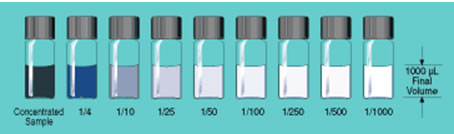 1000 µL
Final
Volume
Concentrated
Sample
1/4
1/10
1/25
1/50
1/100
1/250
1/500
1/1000